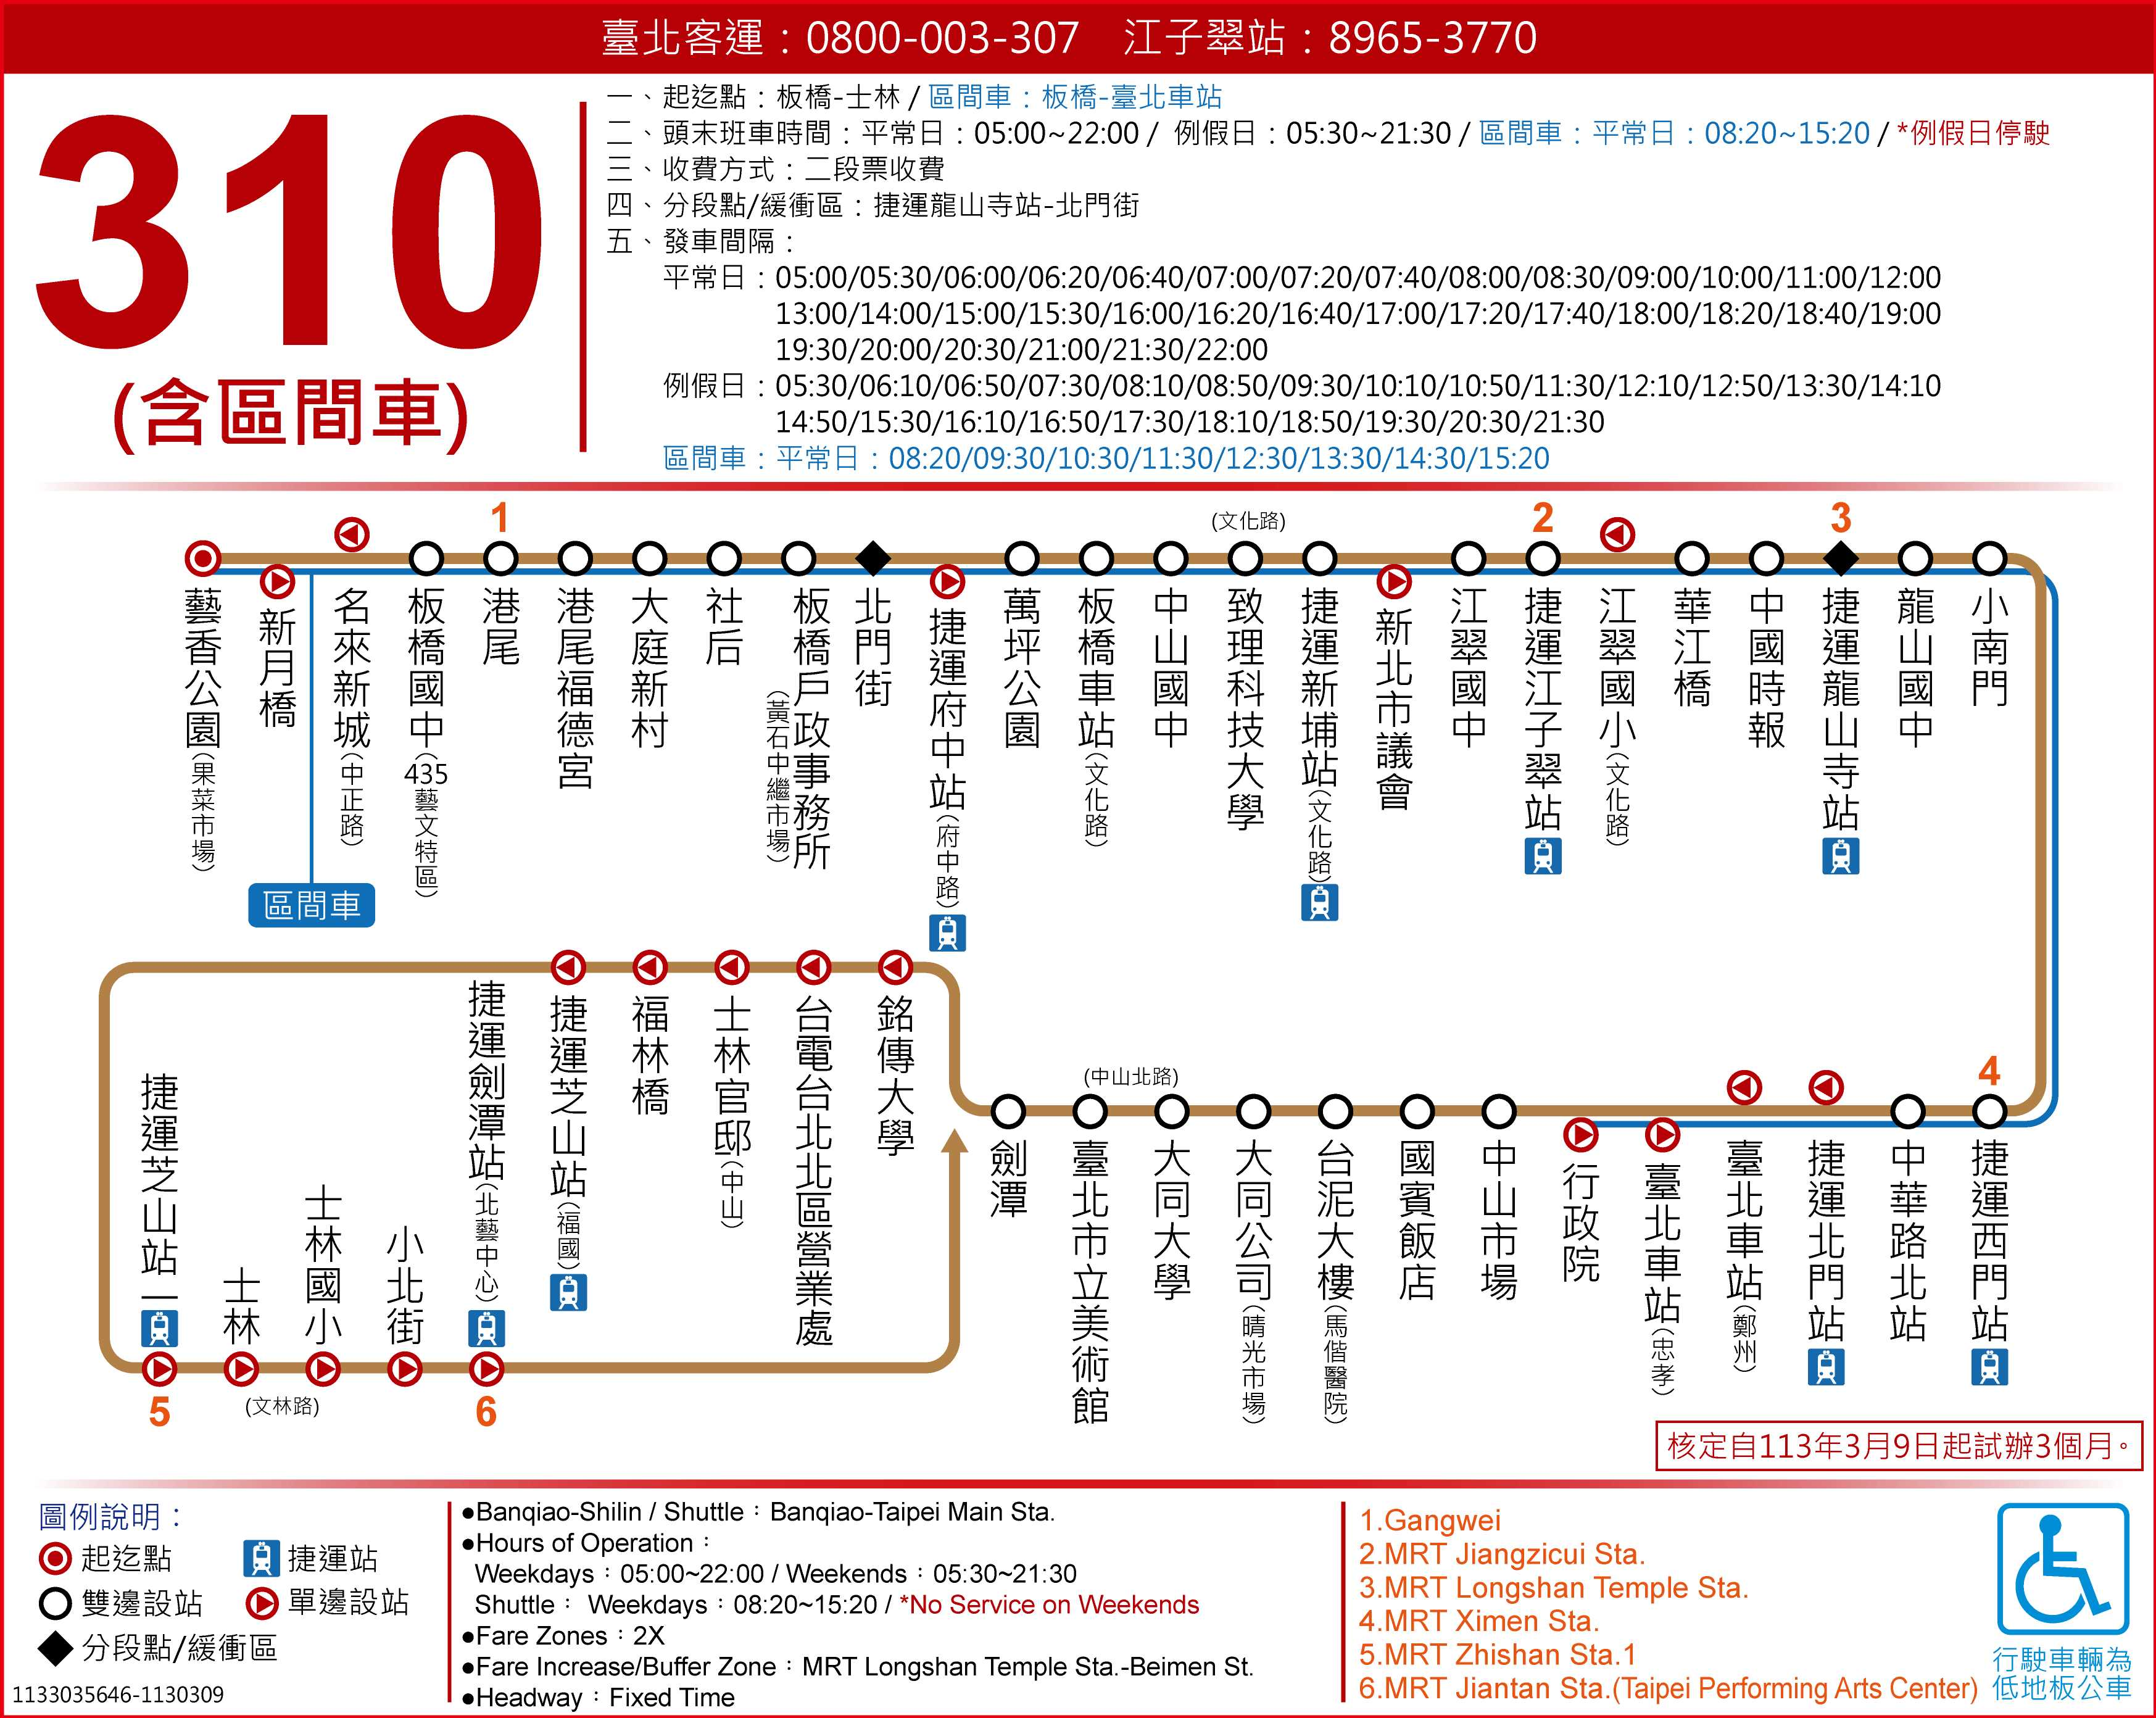 臺北客運：0800-003-307　江子翠站：8965-3770
310
(含區間車)
一、起迄點：板橋-士林 / 區間車：板橋-臺北車站
二、頭末班車時間：平常日：05:00~22:00 / 例假日：05:30~21:30 / 區間車：平常日：08:20~15:20 / *例假日停駛
三、收費方式：二段票收費
四、分段點/緩衝區：捷運龍山寺站-北門街
五、發車間隔：
平常日：05:00/05:30/06:00/06:20/06:40/07:00/07:20/07:40/08:00/08:30/09:00/10:00/11:00/12:00
13:00/14:00/15:00/15:30/16:00/16:20/16:40/17:00/17:20/17:40/18:00/18:20/18:40/19:00
19:30/20:00/20:30/21:00/21:30/22:00
例假日：05:30/06:10/06:50/07:30/08:10/08:50/09:30/10:10/10:50/11:30/12:10/12:50/13:30/14:10
14:50/15:30/16:10/16:50/17:30/18:10/18:50/19:30/20:30/21:30
區間車：平常日：08:20/09:30/10:30/11:30/12:30/13:30/14:30/15:20
1
(文化路)
2
3
藝香公園(果菜市場)
新月橋
名來新城(中正路)
板橋國中(435藝文特區)
港尾
港尾福德宮
大庭新村
社后
板橋戶政事務所
(黃石中繼市場)
北門街
捷運府中站(府中路)
萬坪公園
板橋車站(文化路)
中山國中
致理科技大學
捷運新埔站(文化路)
新北市議會
江翠國中
捷運江子翠站
江翠國小(文化路)
華江橋
中國時報
捷運龍山寺站
龍山國中
小南門
區間車
4
捷運西門站
中華路北站
捷運北門站
臺北車站(鄭州)
臺北車站(忠孝)
行政院
中山市場
國賓飯店
台泥大樓(馬偕醫院)
大同公司(晴光市場)
大同大學
臺北市立美術館
劍潭
(中山北路)
銘傳大學
台電台北北區營業處
士林官邸(中山)
福林橋
捷運芝山站(福國)
捷運芝山站一
士林
士林國小
小北街
捷運劍潭站(北藝中心)
5
(文林路)
6
核定自113年3月9日起試辦3個月。
圖例說明：
起迄點
捷運站
雙邊設站
單邊設站
分段點/緩衝區
1133035646-1130309
●Banqiao-Shilin / Shuttle：Banqiao-Taipei Main Sta.
●Hours of Operation：
Weekdays：05:00~22:00 / Weekends：05:30~21:30
Shuttle： Weekdays：08:20~15:20 / *No Service on Weekends
●Fare Zones：2X
●Fare Increase/Buffer Zone：MRT Longshan Temple Sta.-Beimen St.
●Headway：Fixed Time
1.Gangwei
2.MRT Jiangzicui Sta.
3.MRT Longshan Temple Sta.
4.MRT Ximen Sta.
5.MRT Zhishan Sta.1
6.MRT Jiantan Sta.(Taipei Performing Arts Center)
行駛車輛為
低地板公車